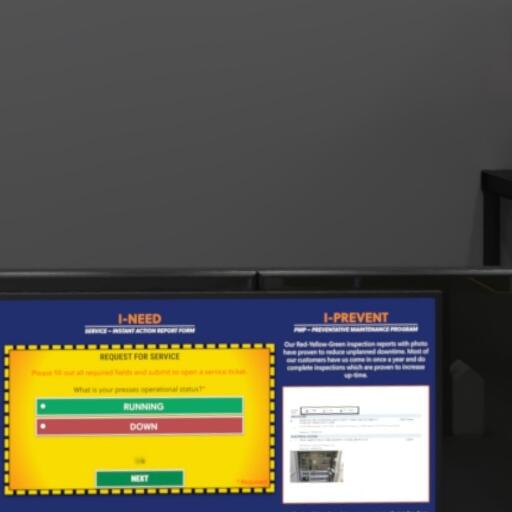 I-NEED
SERVICE – INSTANT ACTION REPORT FORM
REQUEST FOR SERVICE
Please fill out all required fields and submit to open a service ticket.
What is your presses operational status?*
RUNNING
DOWN
NEXT
I-PREVENT
PMP – PREVENTATIVE MAINTENANCE PROGRAM
Our Red-Yellow-Green inspection reports with photo
have proven to reduce unplanned downtime. Most of
our customers have us come in once a year and do
complete inspections which are proven to increase
up-time.